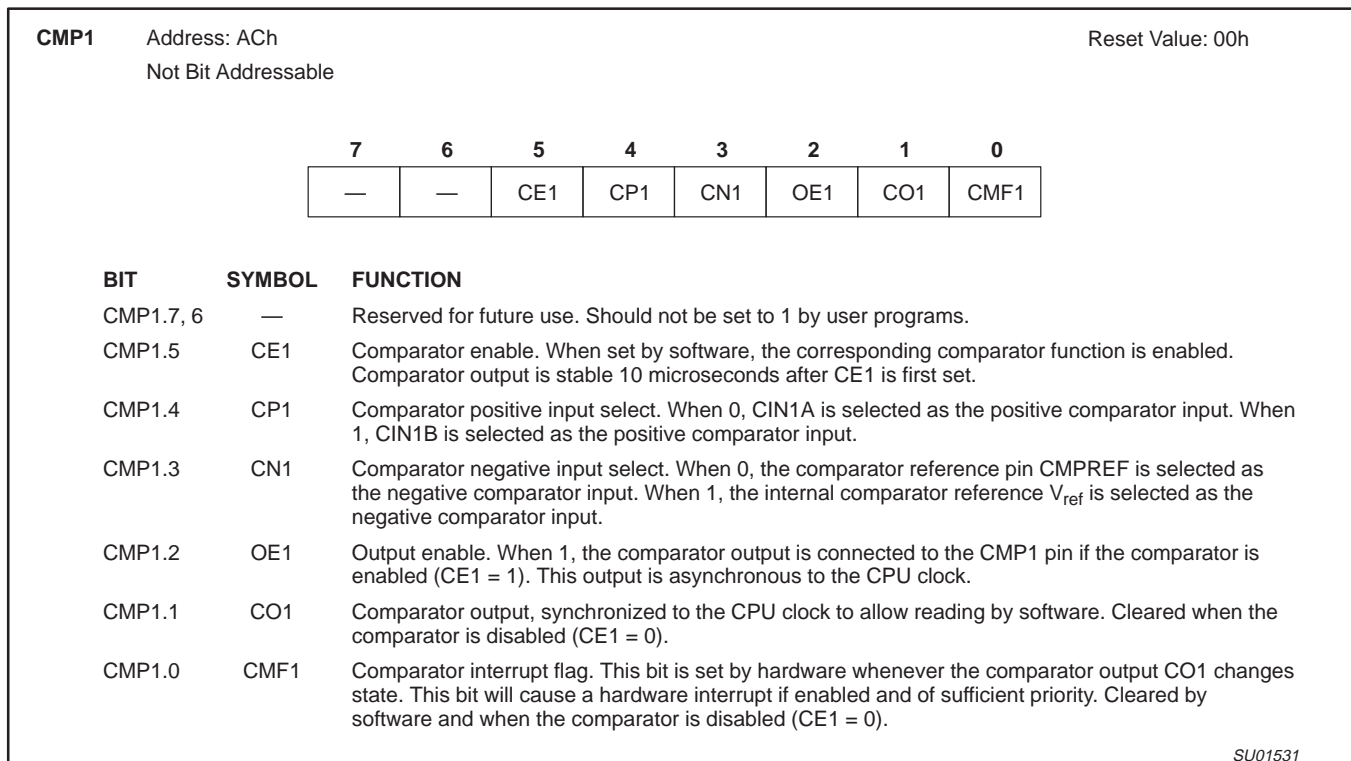 CMP1 Address: ACh Reset Value: 00h
Not Bit Addressable
7 6 5 4 3 2 1 0
— — CE1 CP1 CN1 OE1 CO1 CMF1
BIT SYMBOL FUNCTION
CMP1.7, 6 — Reserved for future use. Should not be set to 1 by user programs.
CMP1.5 CE1 Comparator enable. When set by software, the corresponding comparator function is enabled.
Comparator output is stable 10 microseconds after CE1 is first set.
CMP1.4 CP1 Comparator positive input select. When 0, CIN1A is selected as the positive comparator input. When
1, CIN1B is selected as the positive comparator input.
CMP1.3 CN1 Comparator negative input select. When 0, the comparator reference pin CMPREF is selected as
the negative comparator input. When 1, the internal comparator reference Vref is selected as the
negative comparator input.
CMP1.2 OE1 Output enable. When 1, the comparator output is connected to the CMP1 pin if the comparator is
enabled (CE1 = 1). This output is asynchronous to the CPU clock.
CMP1.1 CO1 Comparator output, synchronized to the CPU clock to allow reading by software. Cleared when the
comparator is disabled (CE1 = 0).
CMP1.0 CMF1 Comparator interrupt flag. This bit is set by hardware whenever the comparator output CO1 changes
state. This bit will cause a hardware interrupt if enabled and of sufficient priority. Cleared by
software and when the comparator is disabled (CE1 = 0).
SU01531